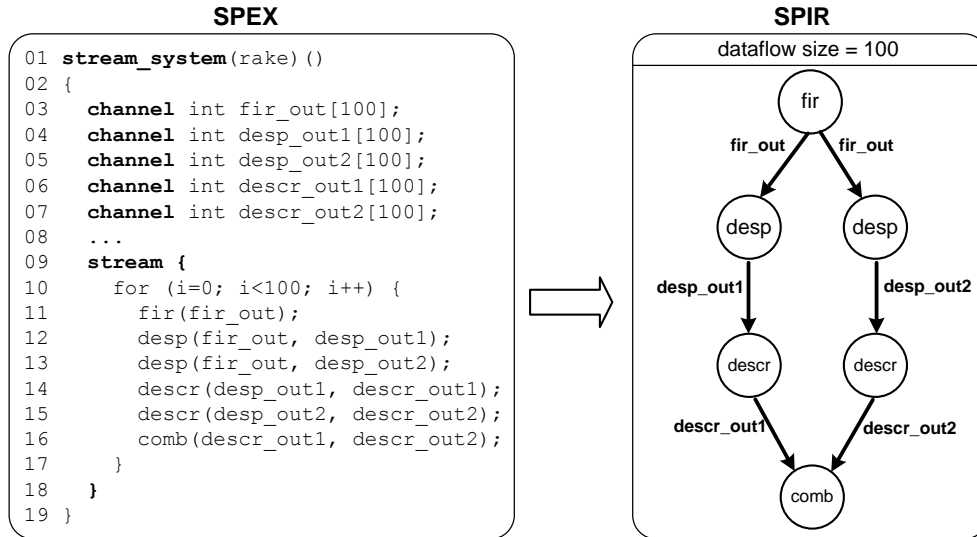 SPEX
01 stream_system(rake)()
02 {
03 channel int fir_out[100];
04 channel int desp_out1[100];
05 channel int desp_out2[100];
06 channel int descr_out1[100];
07 channel int descr_out2[100];
08 ...
09 stream {
10 for (i=0; i<100; i++) {
11 fir(fir_out);
12 desp(fir_out, desp_out1);
13 desp(fir_out, desp_out2);
14 descr(desp_out1, descr_out1);
15 descr(desp_out2, descr_out2);
16 comb(descr_out1, descr_out2);
17 }
18 }
19 }
SPIR
dataflow size = 100
fir
fir_out fir_out
desp desp
desp_out1 desp_out2
descr descr
descr_out1 descr_out2
comb